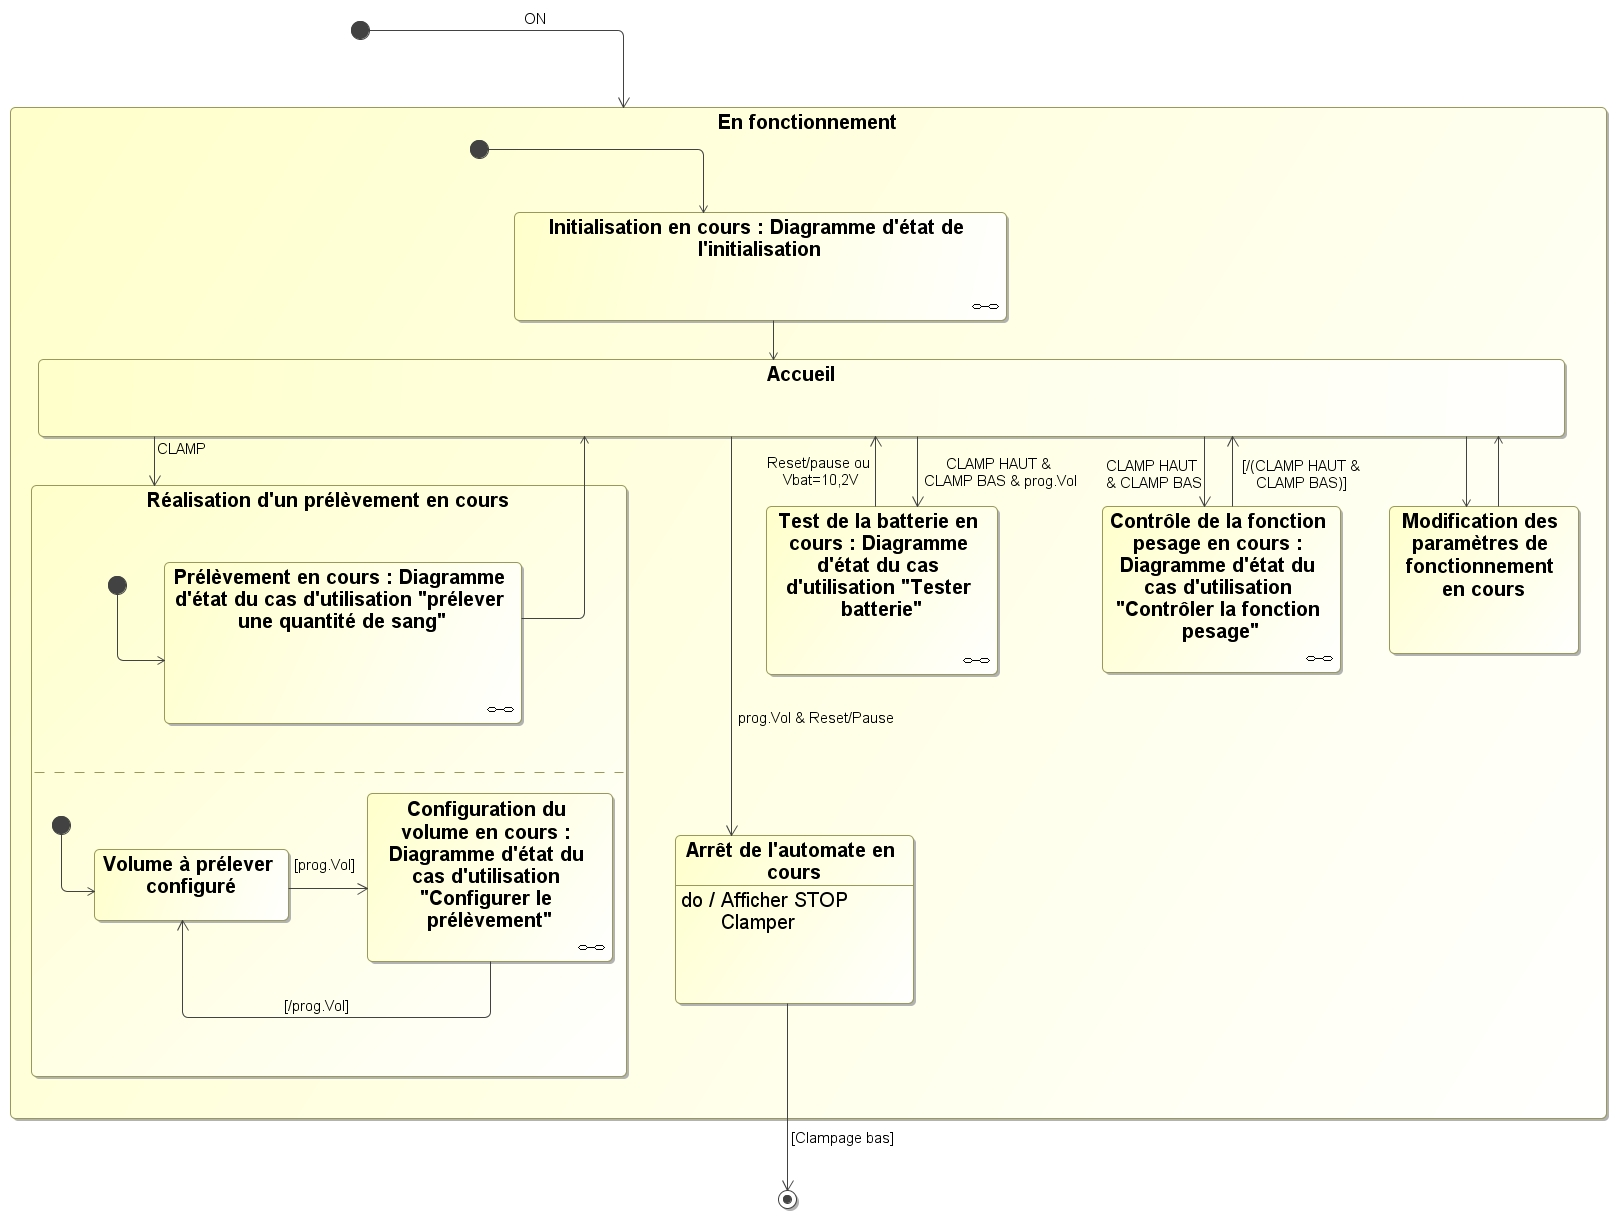 ON
En fonctionnement
Initialisation en cours : Diagramme d'état de
l'initialisation
Accueil
CLAMP
Reset/pause ou
Vbat=10,2V
CLAMP HAUT &
CLAMP BAS & prog.Vol
CLAMP HAUT
& CLAMP BAS
[/(CLAMP HAUT &
CLAMP BAS)]
Réalisation d'un prélèvement en cours
Prélèvement en cours : Diagramme
d'état du cas d'utilisation "prélever
une quantité de sang"
Test de la batterie en
cours : Diagramme
d'état du cas
d'utilisation "Tester
batterie"
Contrôle de la fonction
pesage en cours :
Diagramme d'état du
cas d'utilisation
"Contrôler la fonction
pesage"
Modification des
paramètres de
fonctionnement
en cours
prog.Vol & Reset/Pause
Volume à prélever
configuré
[prog.Vol]
Configuration du
volume en cours :
Diagramme d'état du
cas d'utilisation
"Configurer le
prélèvement"
[/prog.Vol]
Arrêt de l'automate en
cours
do / Afficher STOP
Clamper
[Clampage bas]